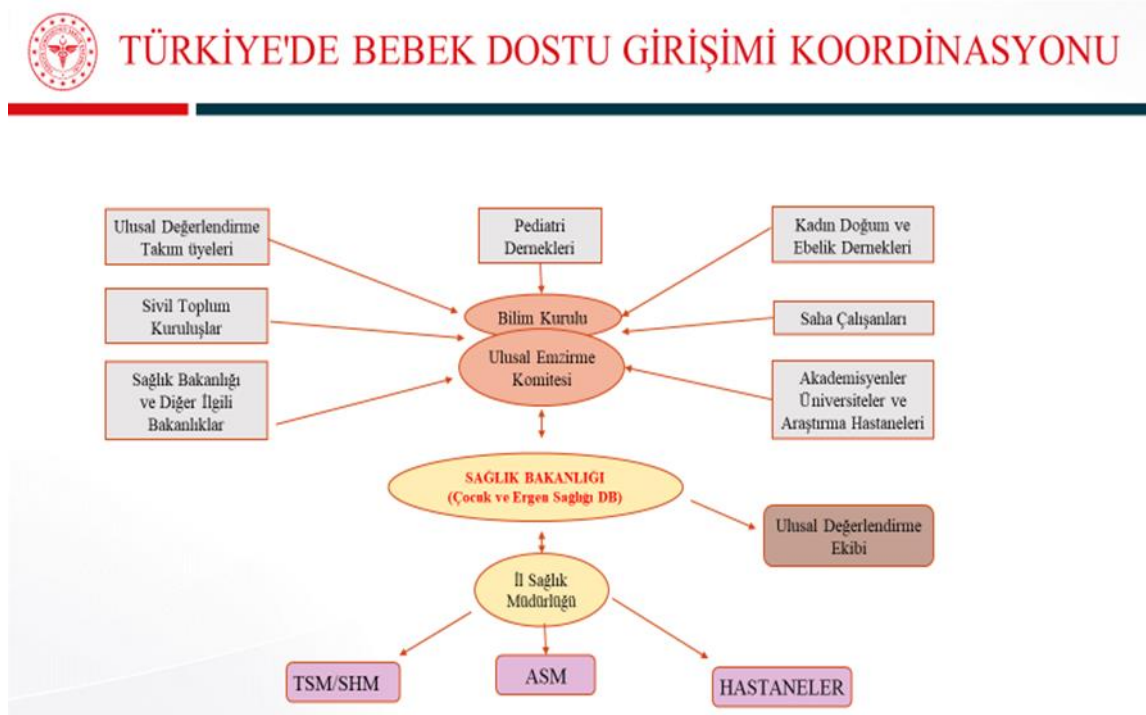 TÜRKİYE'DE BEBEK DOSTU GİRİŞİMİ KOORDİNASYONU
Ulusal Değerlendirme
Takım üyeleri
Pediatri
Dernekleri
Kadın Doğum ve
Ebelik Dernekleri
Sivil Toplum
Kuruluşlar
Bilim Kurulu
Saha Çalışanları
Ulusal Emzirme
Komitesi
Sağlık Bakanlığı
ve Diğer İlgili
Bakanlıklar
Akademisyenler
Üniversiteler ve
Araştırma Hastaneleri
SAĞLIK BAKANLIĞI
(Çocuk ve Ergen Sağlığı DB)
Ulusal Değerlendirme
Ekibi
İl Sağlık
Müdürlüğü
TSM/SHM
ASM
HASTANELER